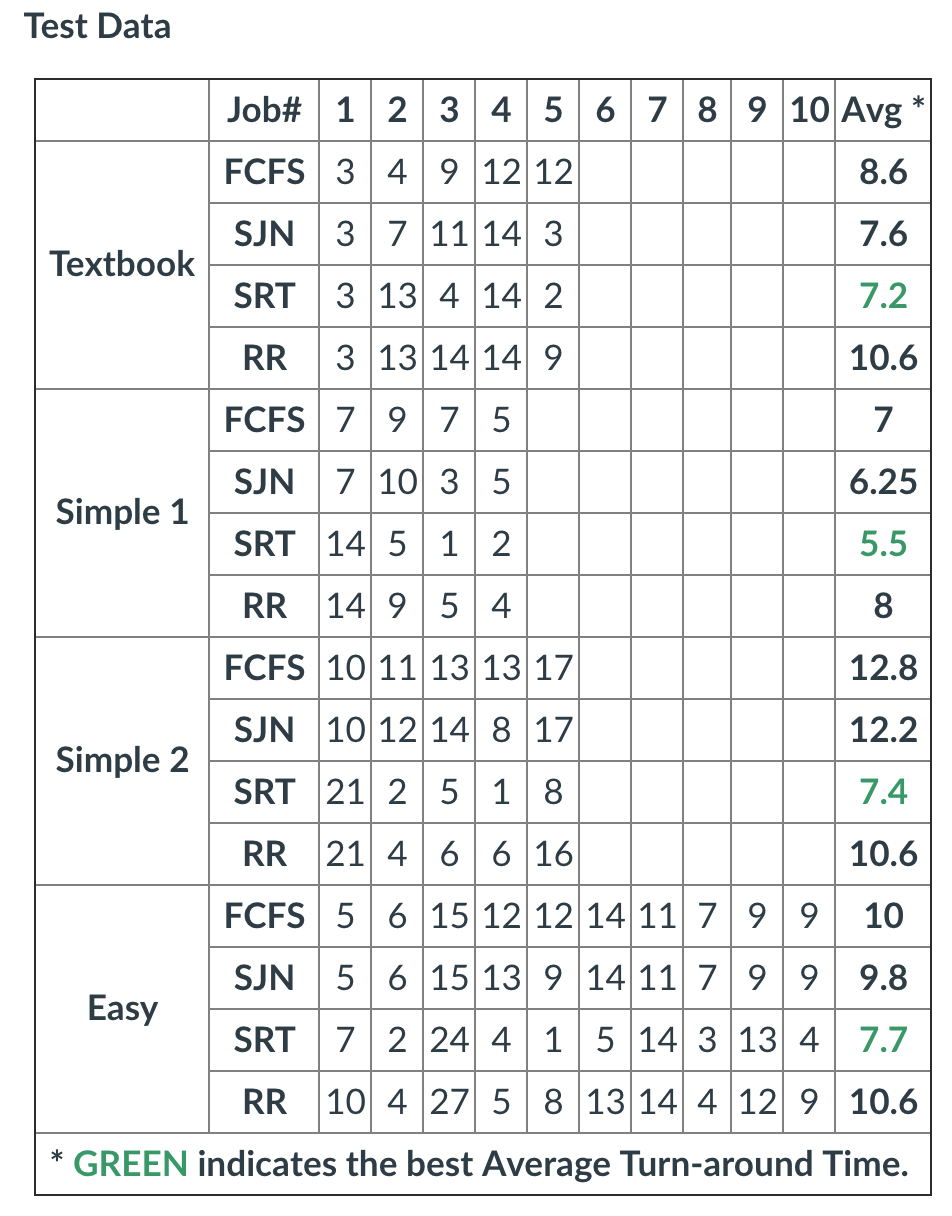 Test Data
Job# 1 2 3 4 5 6 7 8 9 10 Avg *
Textbook
FCFS 3 4 9 12 12 8.6
SJN 3 7 11 14 3 7.6
SRT 3 13 4 14 2 7.2
RR 3 13 14 14 9 10.6
Simple 1
FCFS 7 9 7 5 7
SJN 7 10 3 5 6.25
SRT 14 5 1 2 5.5
RR 14 9 5 4 8
Simple 2
FCFS 10 11 13 13 17 12.8
SJN 10 12 14 8 17 12.2
SRT 21 2 5 1 8 7.4
RR 21 4 6 6 16 10.6
Easy
FCFS 5 6 15 12 12 14 11 7 9 9 10
SJN 5 6 15 13 9 14 11 7 9 9 9.8
SRT 7 2 24 4 1 5 14 3 13 4 7.7
RR 10 4 27 5 8 13 14 4 12 9 10.6
* GREEN indicates the best Average Turn-around Time.